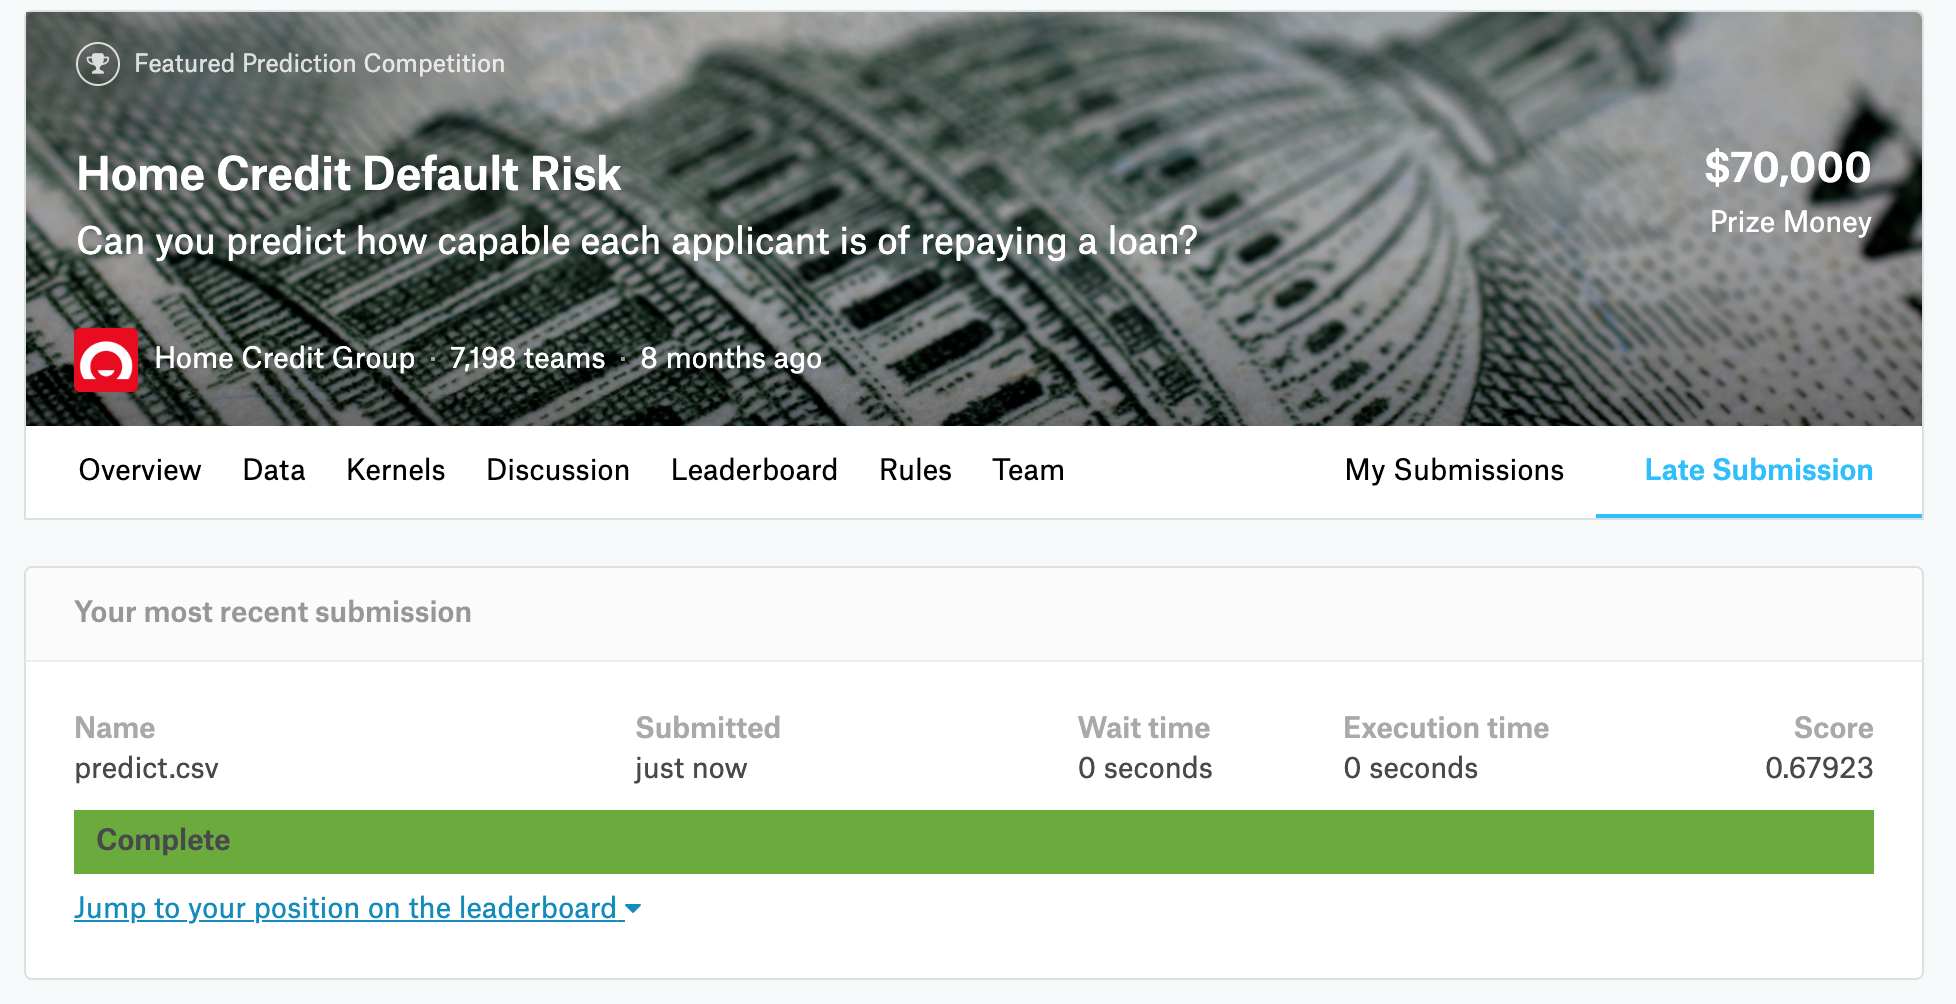 Featured Prediction Competition
Home Credit Default Risk
$70,000
Can you predict how capable each applicant is of repaying a loan?
Prize Money
Home Credit Group · 7,198 teams · 8 months ago
Overview Data Kernels Discussion Leaderboard Rules Team My Submissions Late Submission
Your most recent submission
Name Submitted Wait time Execution time Score
predict.csv just now 0 seconds 0 seconds 0.67923
Complete
Jump to your position on the leaderboard